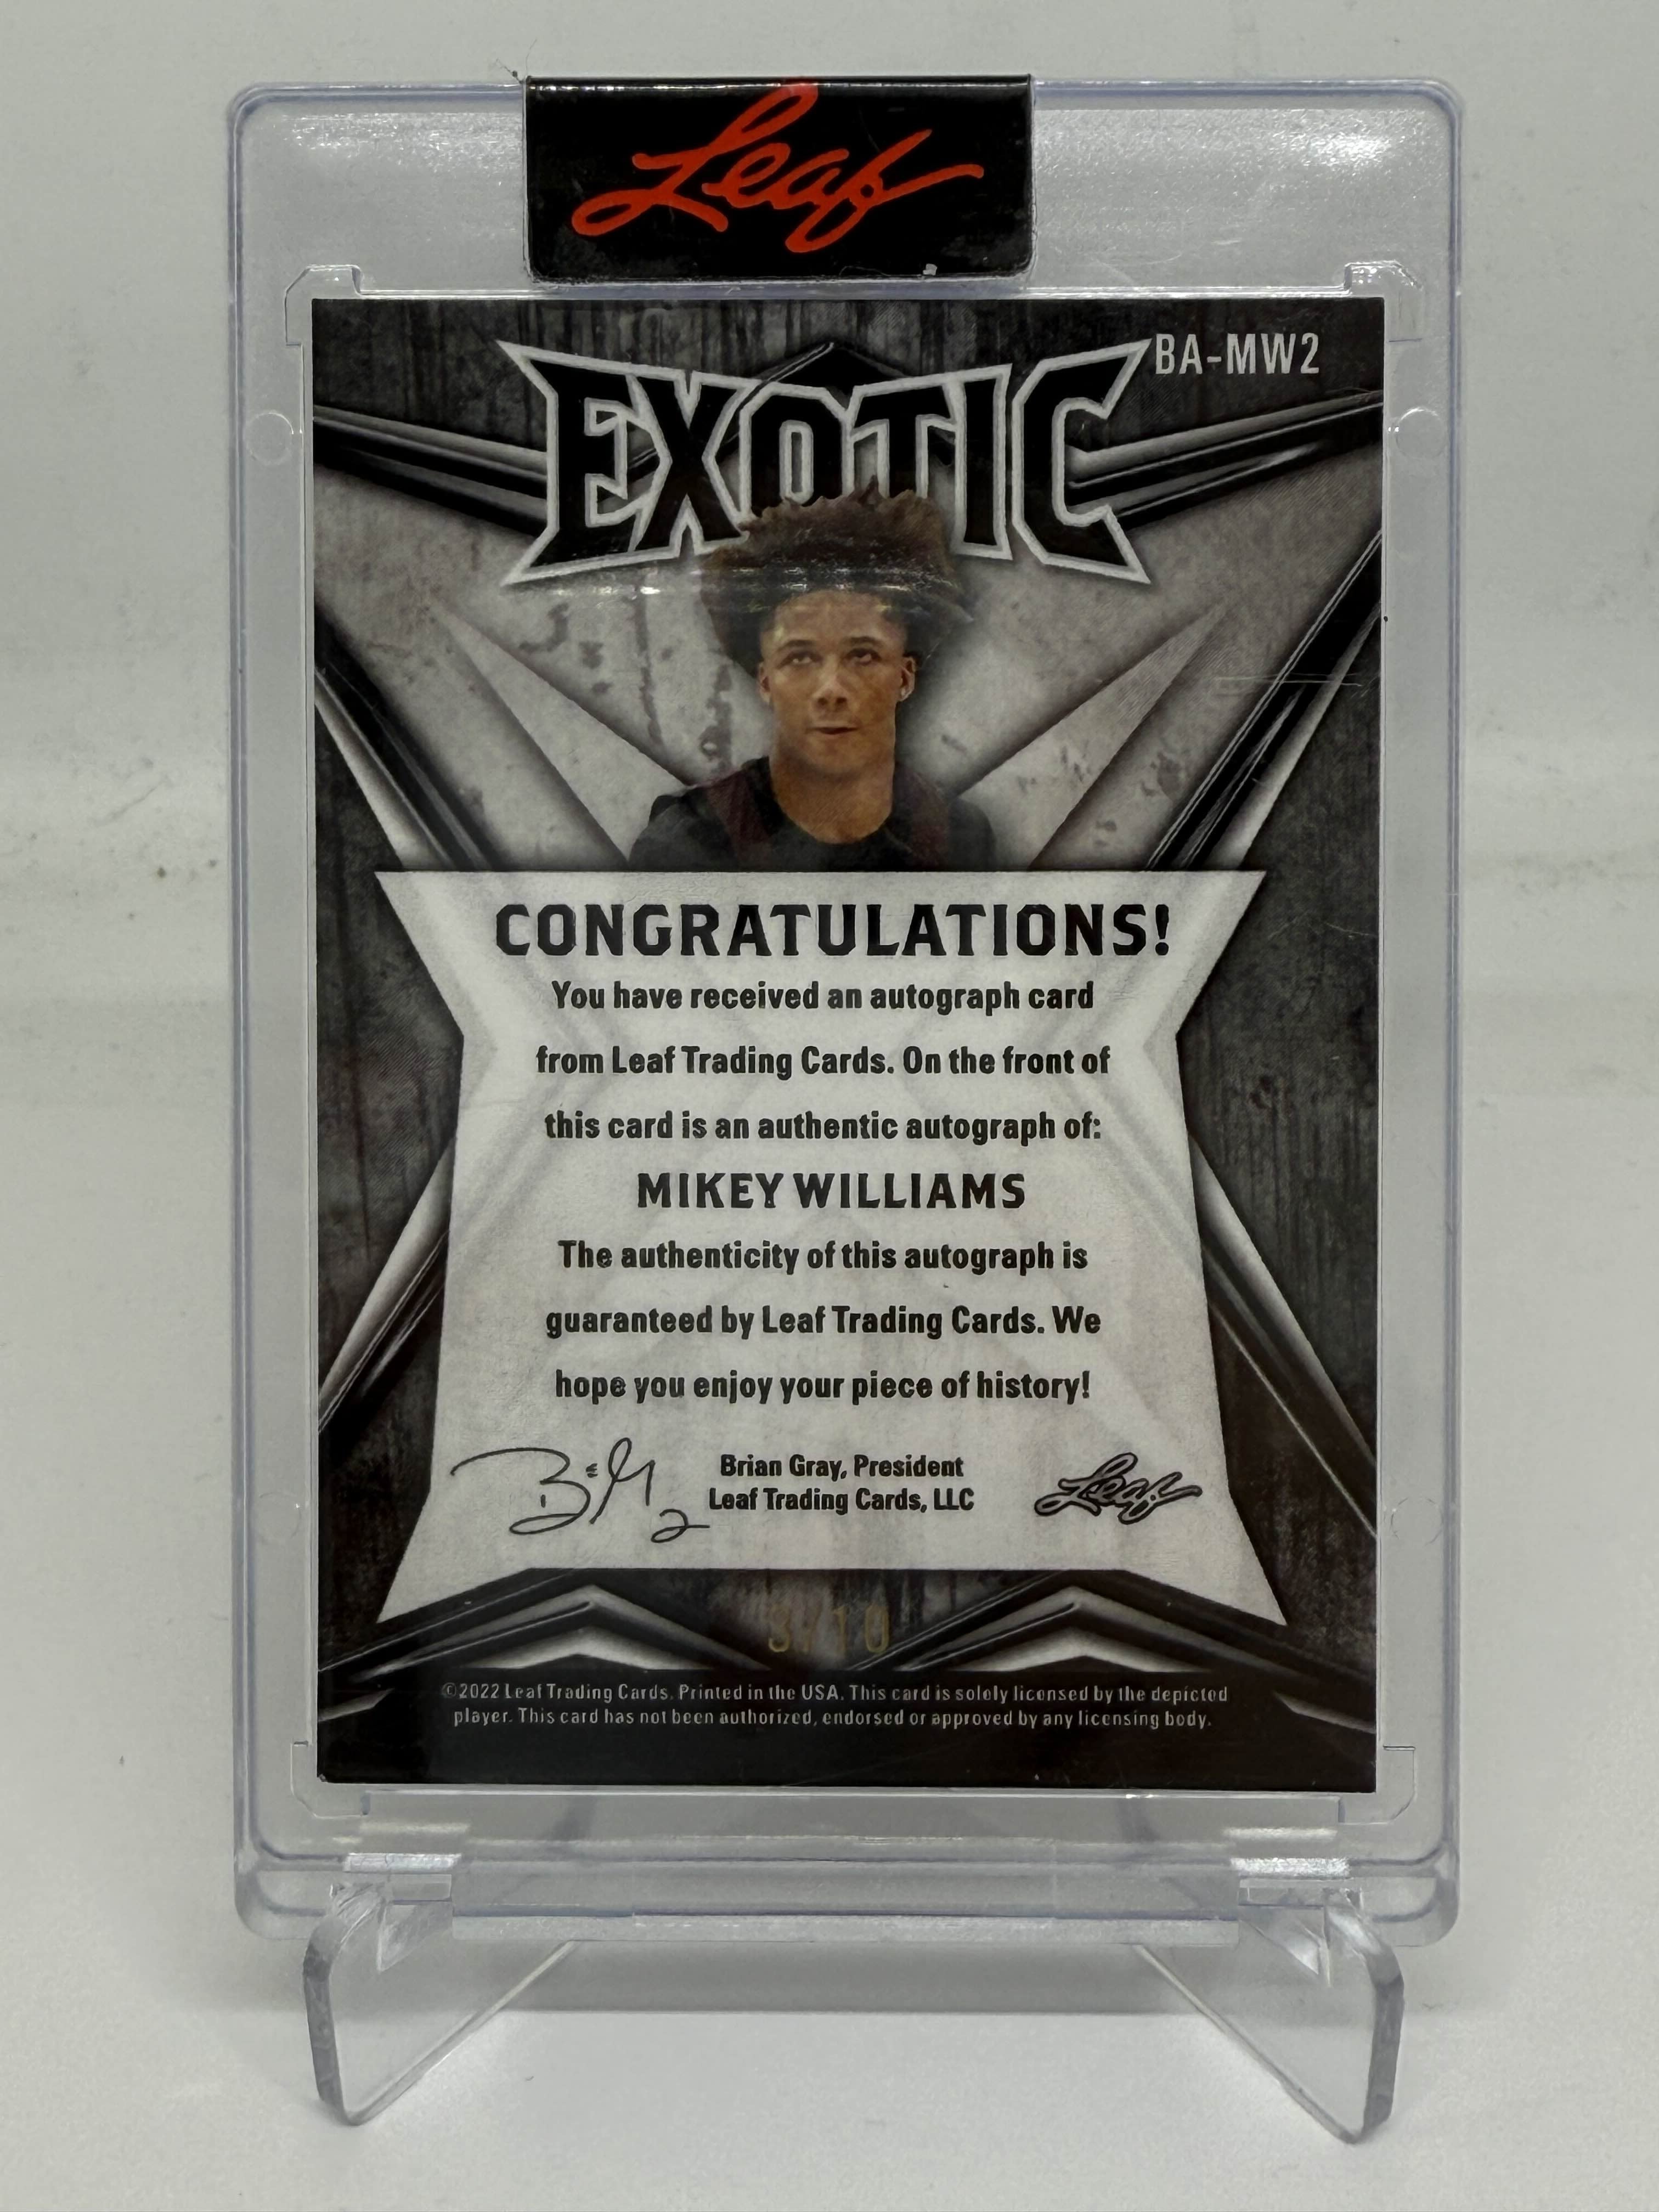 Leaf
BA-MW2
EXOTIC
CONGRATULATIONS!
You have received an autograph card
from Leaf Trading Cards. On the front of
this card is an authentic autograph of:
MIKEY WILLIAMS
The authenticity of this autograph is
guaranteed by Leaf Trading Cards. We
hope you enjoy your piece of history!
Brian Gray, President
Leaf Trading Cards, LLC
Leaf
3/10
©2022 Leaf Trading Cards. Printed in the USA. This card is solely licensed by the depicted
player. This card has not been authorized, endorsed or approved by any licensing body.